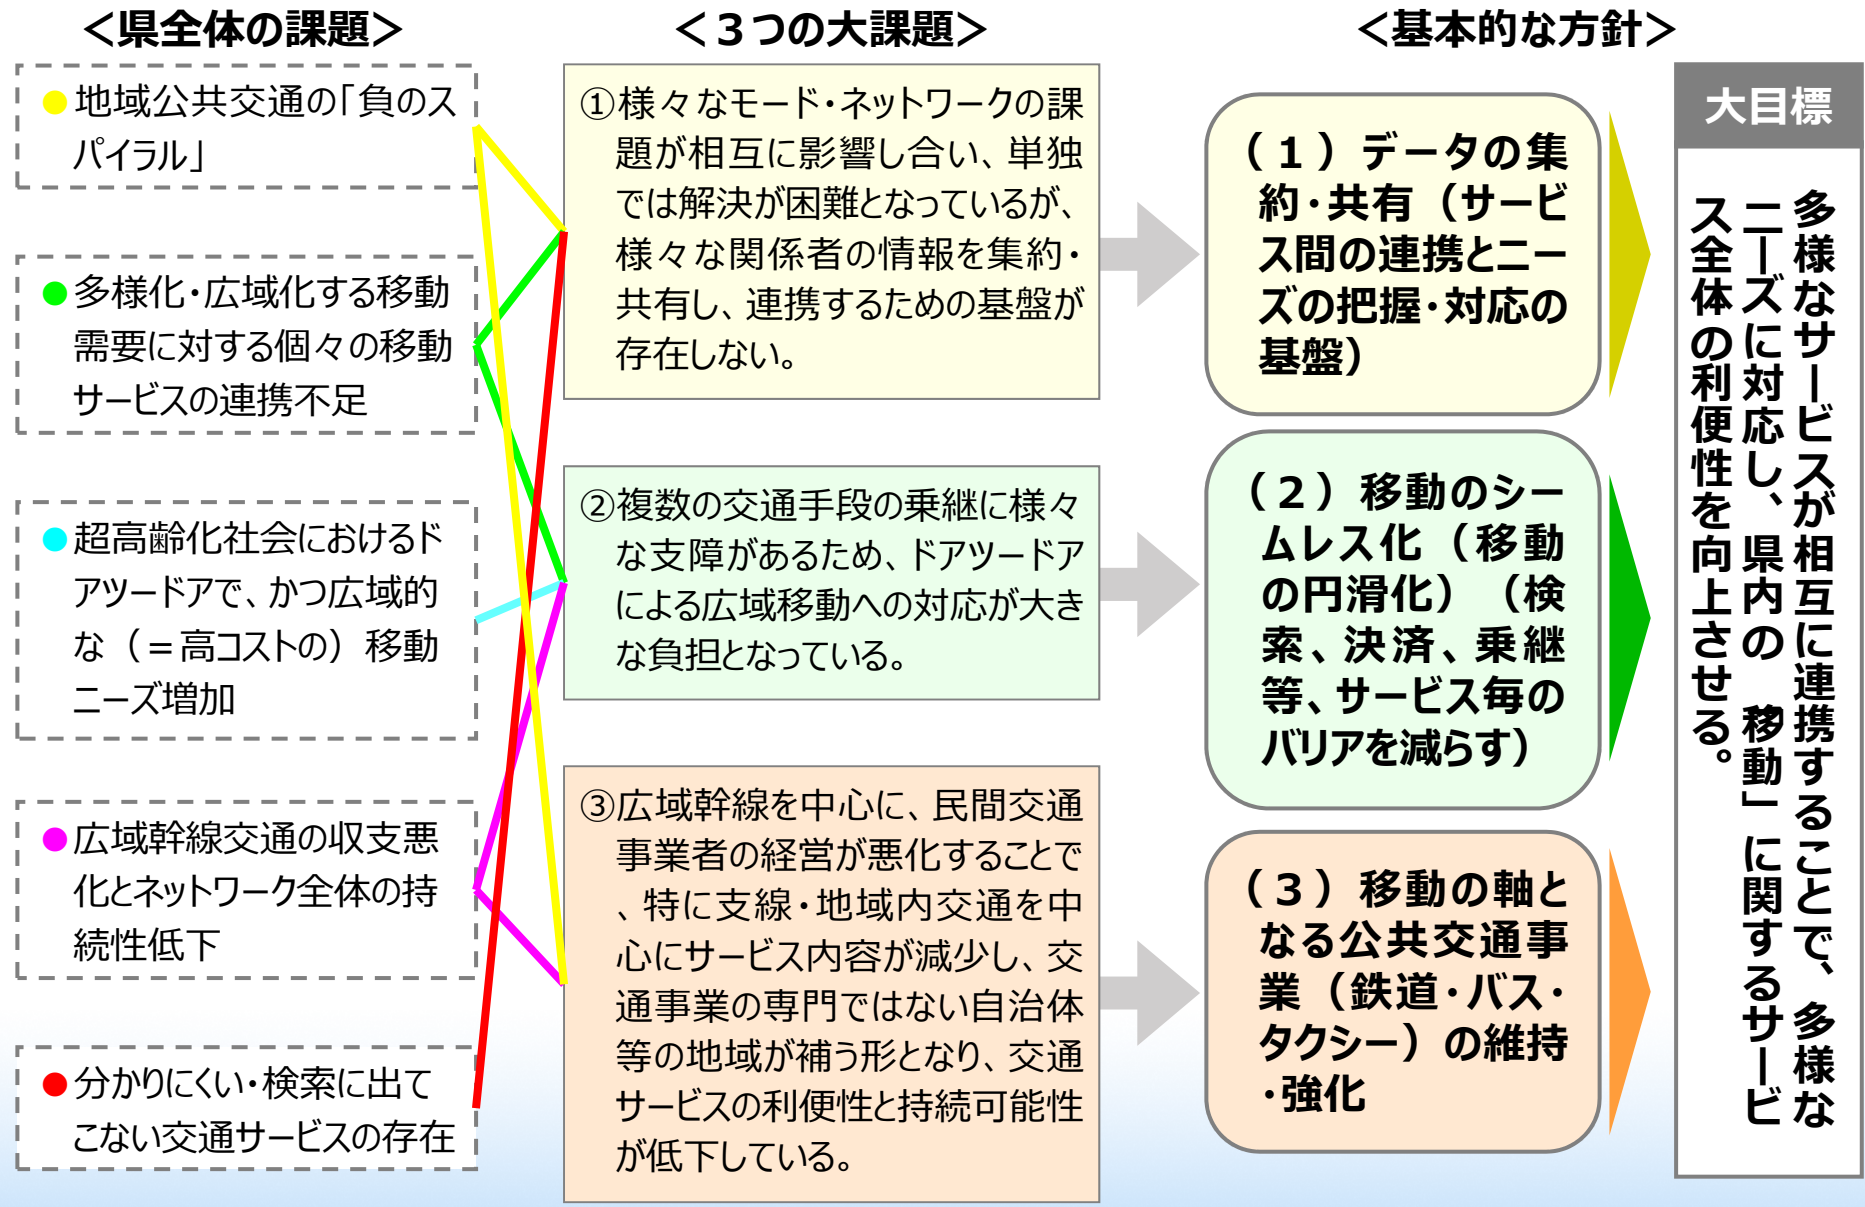 ＜県全体の課題＞
●地域公共交通の「負のス
パイラル」
●多様化・広域化する移動
需要に対する個々の移動
サービスの連携不足
●超高齢化社会におけるド
アツードアで、かつ広域的
な（＝高コストの）移動
ニーズ増加
●広域幹線交通の収支悪
化とネットワーク全体の持
続性低下
●分かりにくい・検索に出て
こない交通サービスの存在
＜３つの大課題＞
①様々なモード・ネットワークの課
題が相互に影響し合い、単独
では解決が困難となっているが、
様々な関係者の情報を集約・
共有し、連携するための基盤が
存在しない。
②複数の交通手段の乗継に様々
な支障があるため、ドアツードア
による広域移動への対応が大き
な負担となっている。
③広域幹線を中心に、民間交通
事業者の経営が悪化することで
、特に支線・地域内交通を中
心にサービス内容が減少し、交
通事業の専門ではない自治体
等の地域が補う形となり、交通
サービスの利便性と持続可能性
が低下している。
＜基本的な方針＞
（１）データの集
約・共有（サービ
ス間の連携とニー
ズの把握・対応の
基盤）
（２）移動のシー
ムレス化（移動
の円滑化）（検
索、決済、乗継
等、サービス毎の
バリアを減らす）
（３）移動の軸と
なる公共交通事
業（鉄道・バス・
タクシー）の維持
・強化
大目標
多様なサービスが相互に連携することで、多様な
ニーズに対応し、県内の「移動」に関するサービ
ス全体の利便性を向上させる。